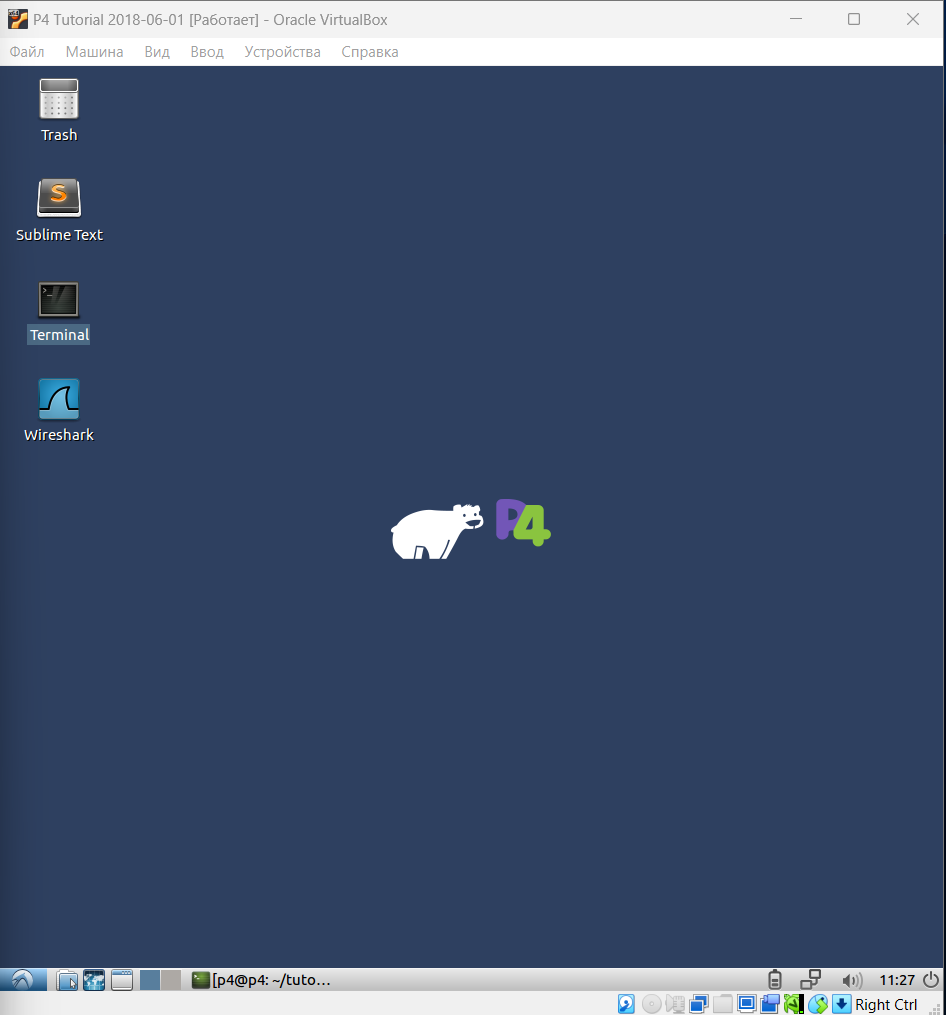 P4 Tutorial 2018-06-01 [Работает] - Oracle VirtualBox
Файл Машина Вид Ввод Устройства Справка
Trash
Sublime Text
Terminal
Wireshark
P4
[p4@p4: ~/tuto...
11:27
Right Ctrl